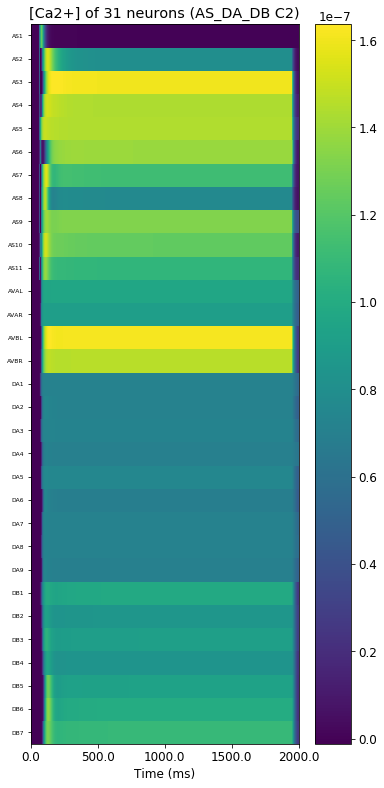 [Ca2+] of 31 neurons (AS_DA_DB C2)
1e−7
AS1
AS2
AS3
AS4
AS5
AS6
AS7
AS8
AS9
AS10
AS11
AVAL
AVAR
AVBL
AVBR
DA1
DA2
DA3
DA4
DA5
DA6
DA7
DA8
DA9
DB1
DB2
DB3
DB4
DB5
DB6
DB7
1.6
1.4
1.2
1.0
0.8
0.6
0.4
0.2
0.0
0.0 500.0 1000.0 1500.0 2000.0
Time (ms)